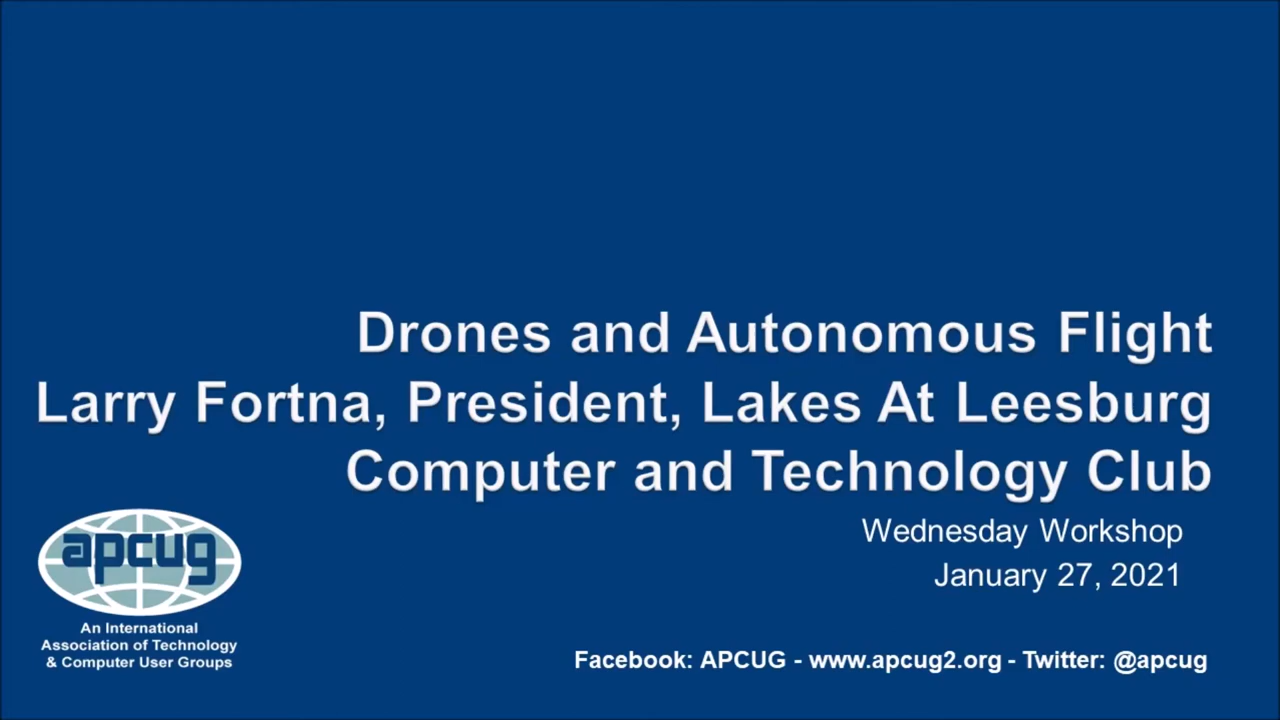 Drones and Autonomous Flight
Larry Fortna, President, Lakes At Leesburg
Computer and Technology Club
Wednesday Workshop
January 27, 2021
apcug
An International
Association of Technology
& Computer User Groups
Facebook: APCUG - www.apcug2.org - Twitter: @apcug